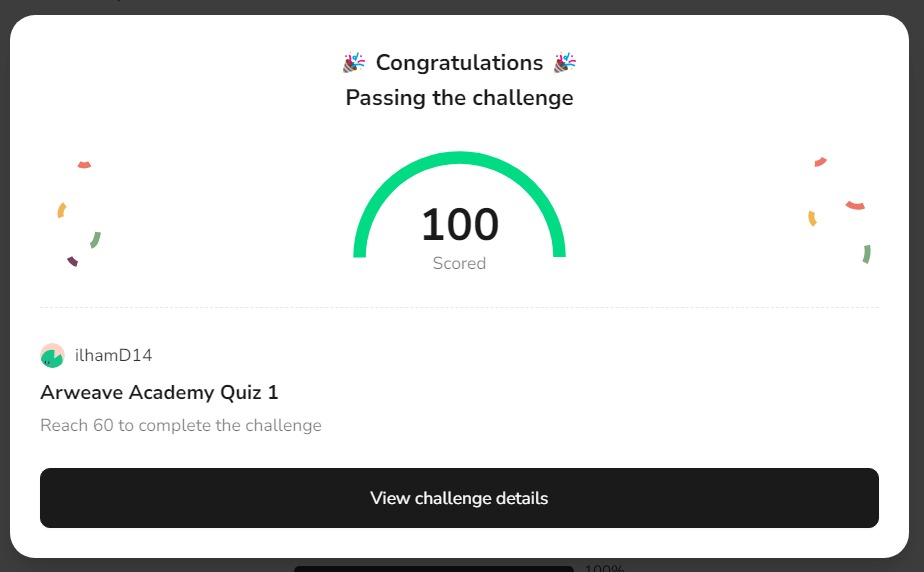 🎉 Congratulations 🎉
Passing the challenge
100
Scored
ilhamD14
Arweave Academy Quiz 1
Reach 60 to complete the challenge
View challenge details
100%